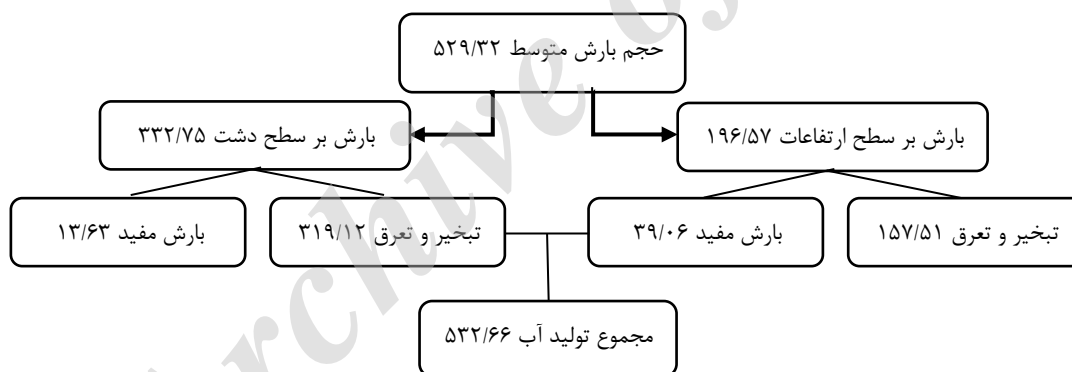 حجم بارش متوسط ۵۲۹/۳۲
بارش بر سطح ارتفاعات ۱۹۶/۵۷
بارش بر سطح دشت ۳۳۲/۷۵
تبخیر و تعرق ۱۵۷/۵۱
بارش مفید ۳۹/۰۶
تبخیر و تعرق ۳۱۹/۱۲
بارش مفید ۱۳/۶۳
مجموع تولید آب ۵۳۲/۶۶
Archive of